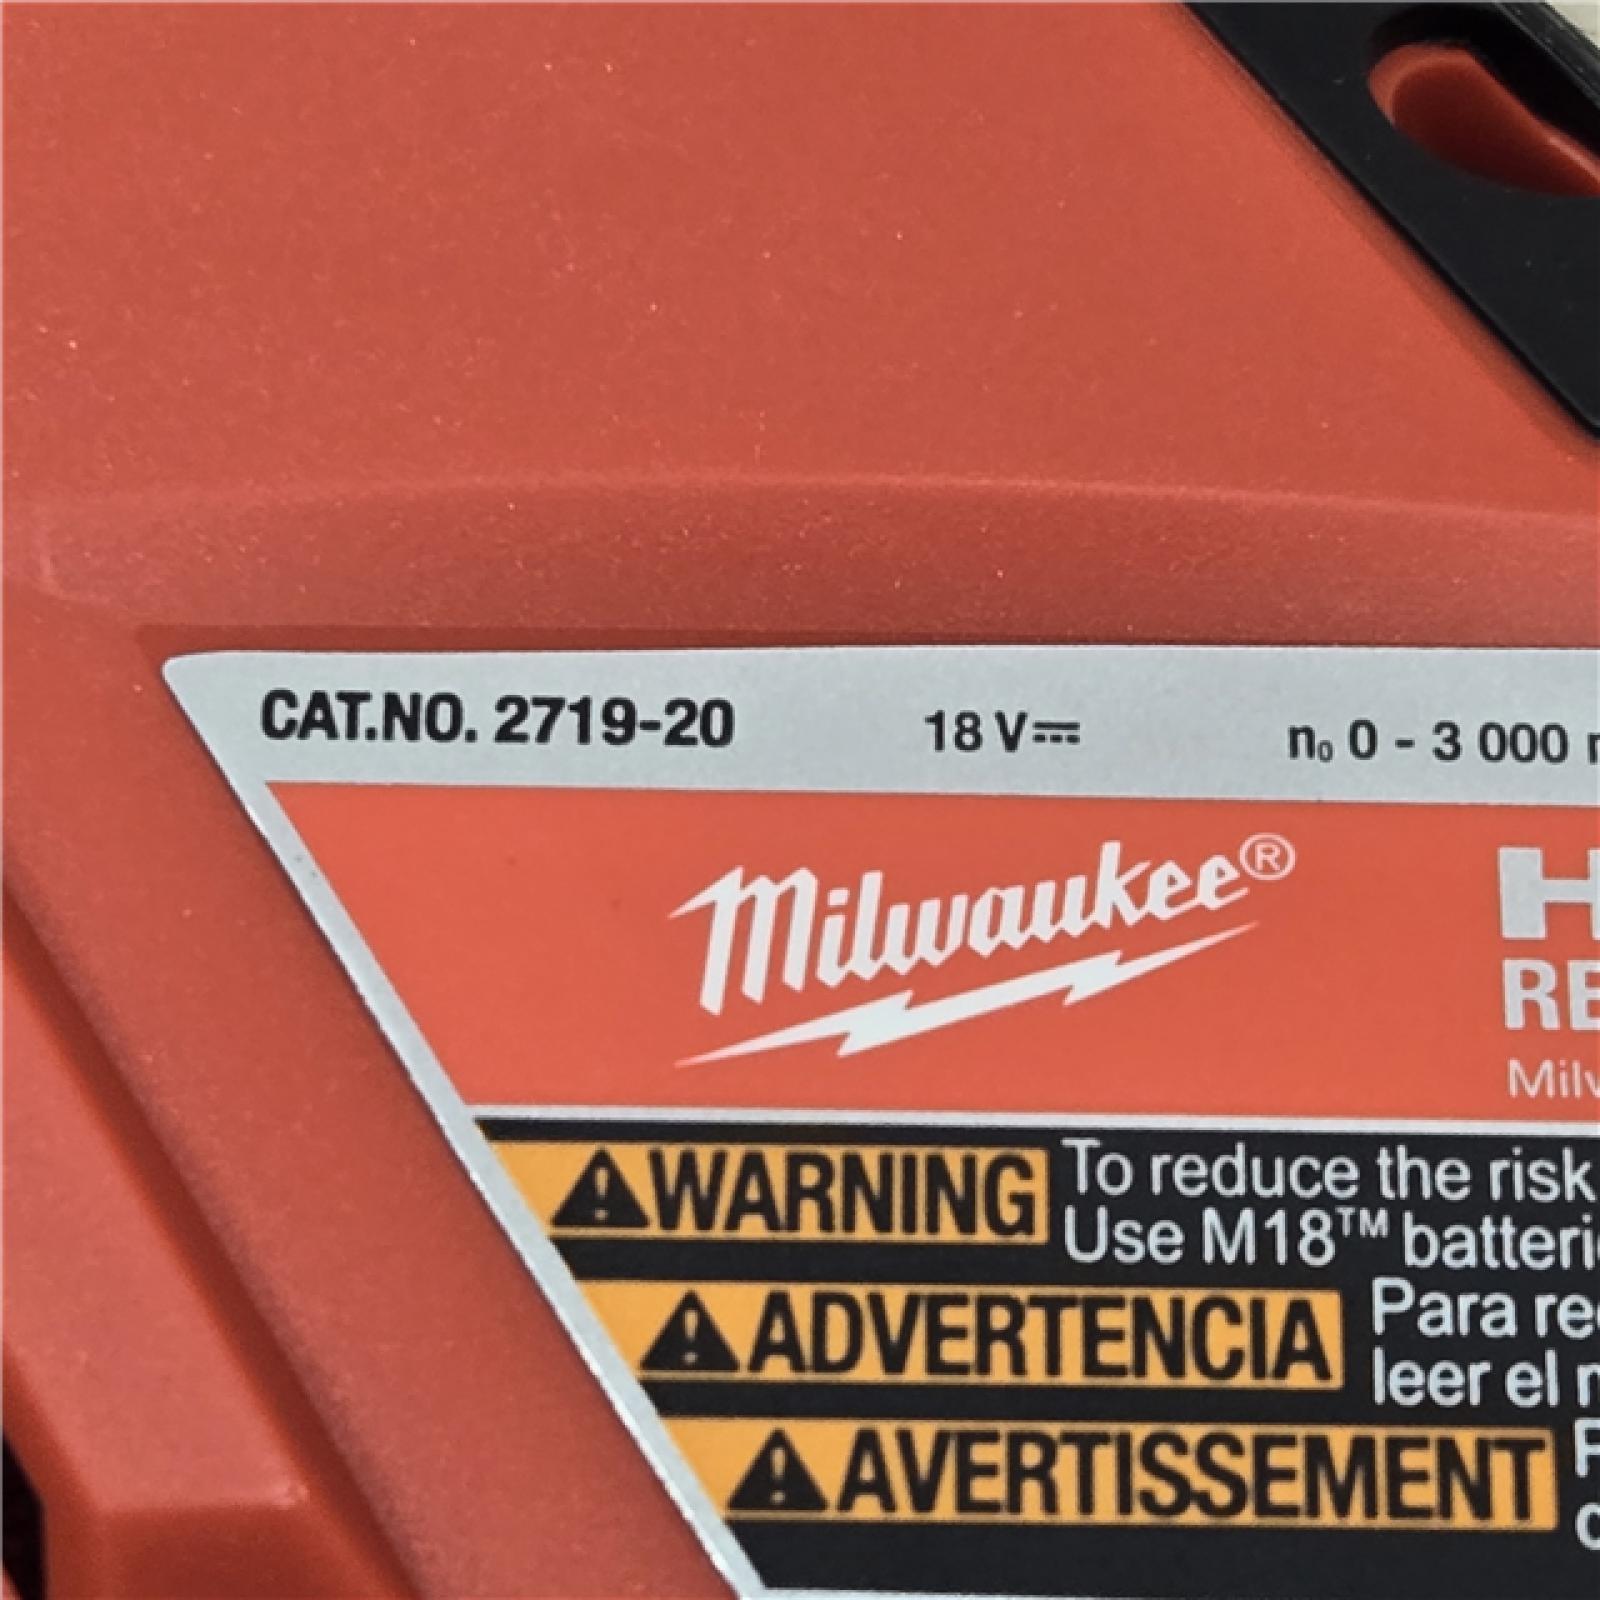 CAT.NO. 2719-20 18 V⎓ n₀ 0 - 3 000
Milwaukee®
WARNING To reduce the risk
Use M18™
ADVERTENCIA Para
leer el
AVERTISSEMENT